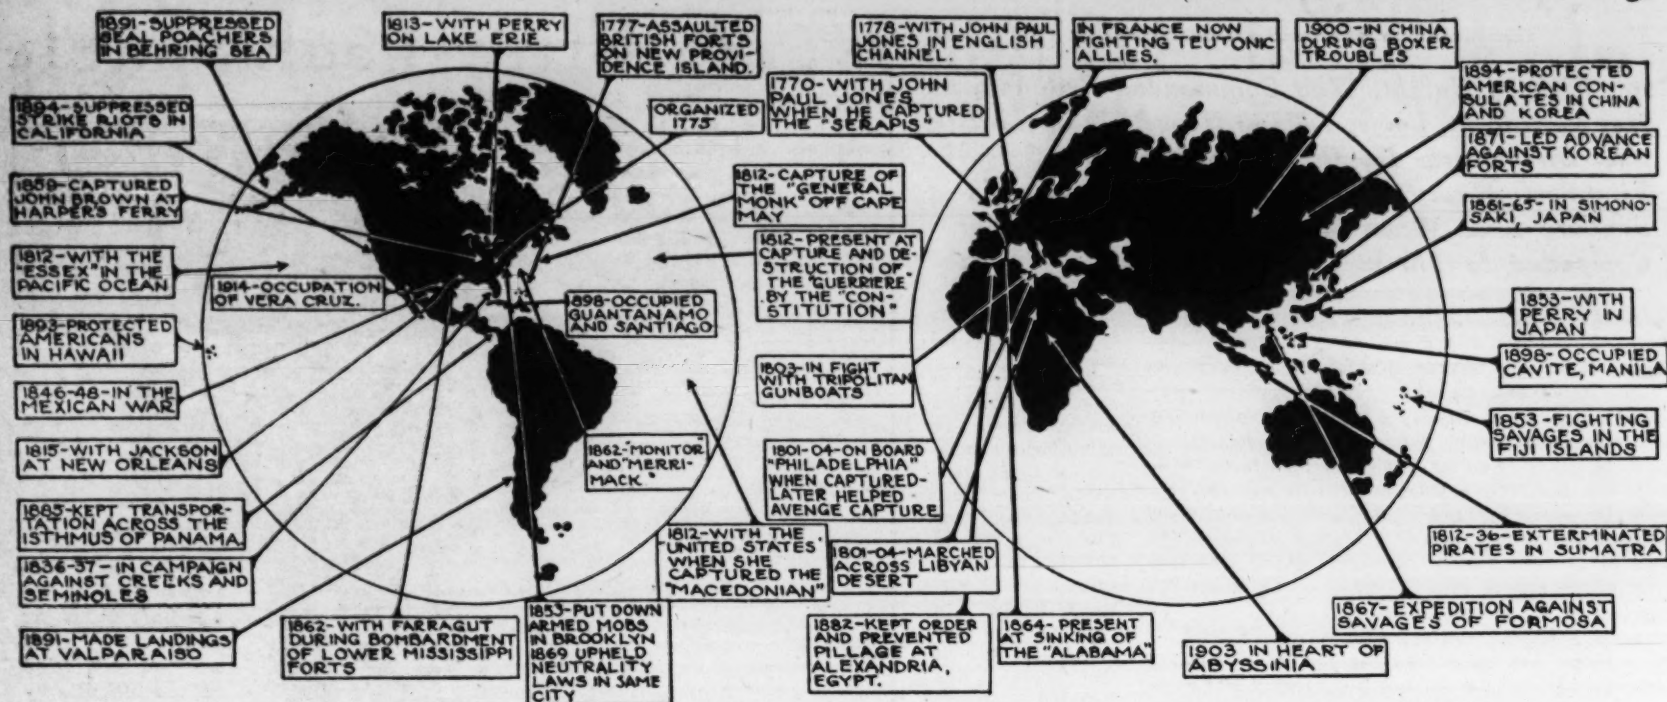 1891-SUPPRESSED
SEAL POACHERS
IN BEHRING SEA
1813-WITH PERRY
ON LAKE ERIE
1777-ASSAULTED
BRITISH FORTS
ON NEW PROVI-
DENCE ISLAND.
1778-WITH JOHN PAUL
JONES IN ENGLISH
CHANNEL.
IN FRANCE NOW
FIGHTING TEUTONIC
ALLIES.
1900-IN CHINA
DURING BOXER
TROUBLES
1894-SUPPRESSED
STRIKE RIOTS IN
CALIFORNIA
ORGANIZED
1775
1770-WITH JOHN
PAUL JONES
WHEN HE CAPTURED
THE "SERAPIS"
1894-PROTECTED
AMERICAN CON-
SULATES IN CHINA
AND KOREA
1871-LED ADVANCE
AGAINST KOREAN
FORTS
1859-CAPTURED
JOHN BROWN AT
HARPER'S FERRY
1812-CAPTURE OF
THE "GENERAL
MONK" OFF CAPE
MAY
1861-65-IN SIMONO-
SAKI, JAPAN
1812-WITH THE
"ESSEX" IN THE
PACIFIC OCEAN
1914-OCCUPATION
OF VERA CRUZ.
1898-OCCUPIED
GUANTANAMO
AND SANTIAGO
1812-PRESENT AT
CAPTURE AND DE-
STRUCTION OF
THE "GUERRIERE
BY THE "CON-
STITUTION"
1853-WITH
PERRY IN
JAPAN
1893-PROTECTED
AMERICANS
IN HAWAII
1898-OCCUPIED
CAVITE, MANILA
1846-48-IN THE
MEXICAN WAR
1803-IN FIGHT
WITH TRIPOLITAN
GUNBOATS
1853-FIGHTING
SAVAGES IN THE
FIJI ISLANDS
1815-WITH JACKSON
AT NEW ORLEANS
1862-"MONITOR
AND "MERRI-
MACK."
1801-04-ON BOARD
"PHILADELPHIA"
WHEN CAPTURED-
LATER HELPED
AVENGE CAPTURE
1885-KEPT TRANSPOR-
TATION ACROSS THE
ISTHMUS OF PANAMA
1812-WITH THE
UNITED STATES,
WHEN SHE
CAPTURED THE
"MACEDONIAN"
1801-04-MARCHED
ACROSS LIBYAN
DESERT
1812-36-EXTERMINATED
PIRATES IN SUMATRA
1836-37-IN CAMPAIGN
AGAINST CREEKS AND
SEMINOLES
1891-MADE LANDINGS
AT VALPARAISO
1862-WITH FARRAGUT
DURING BOMBARDMENT
OF LOWER MISSISSIPPI
FORTS
1853-PUT DOWN
ARMED MOBS
IN BROOKLYN
1869 UPHELD
NEUTRALITY
LAWS IN SAME
CITY
1882-KEPT ORDER
AND PREVENTED
PILLAGE AT
ALEXANDRIA,
EGYPT.
1864-PRESENT
AT SINKING OF
THE "ALABAMA"
1903 IN HEART OF
ABYSSINIA
1867-EXPEDITION AGAINST
SAVAGES OF FORMOSA